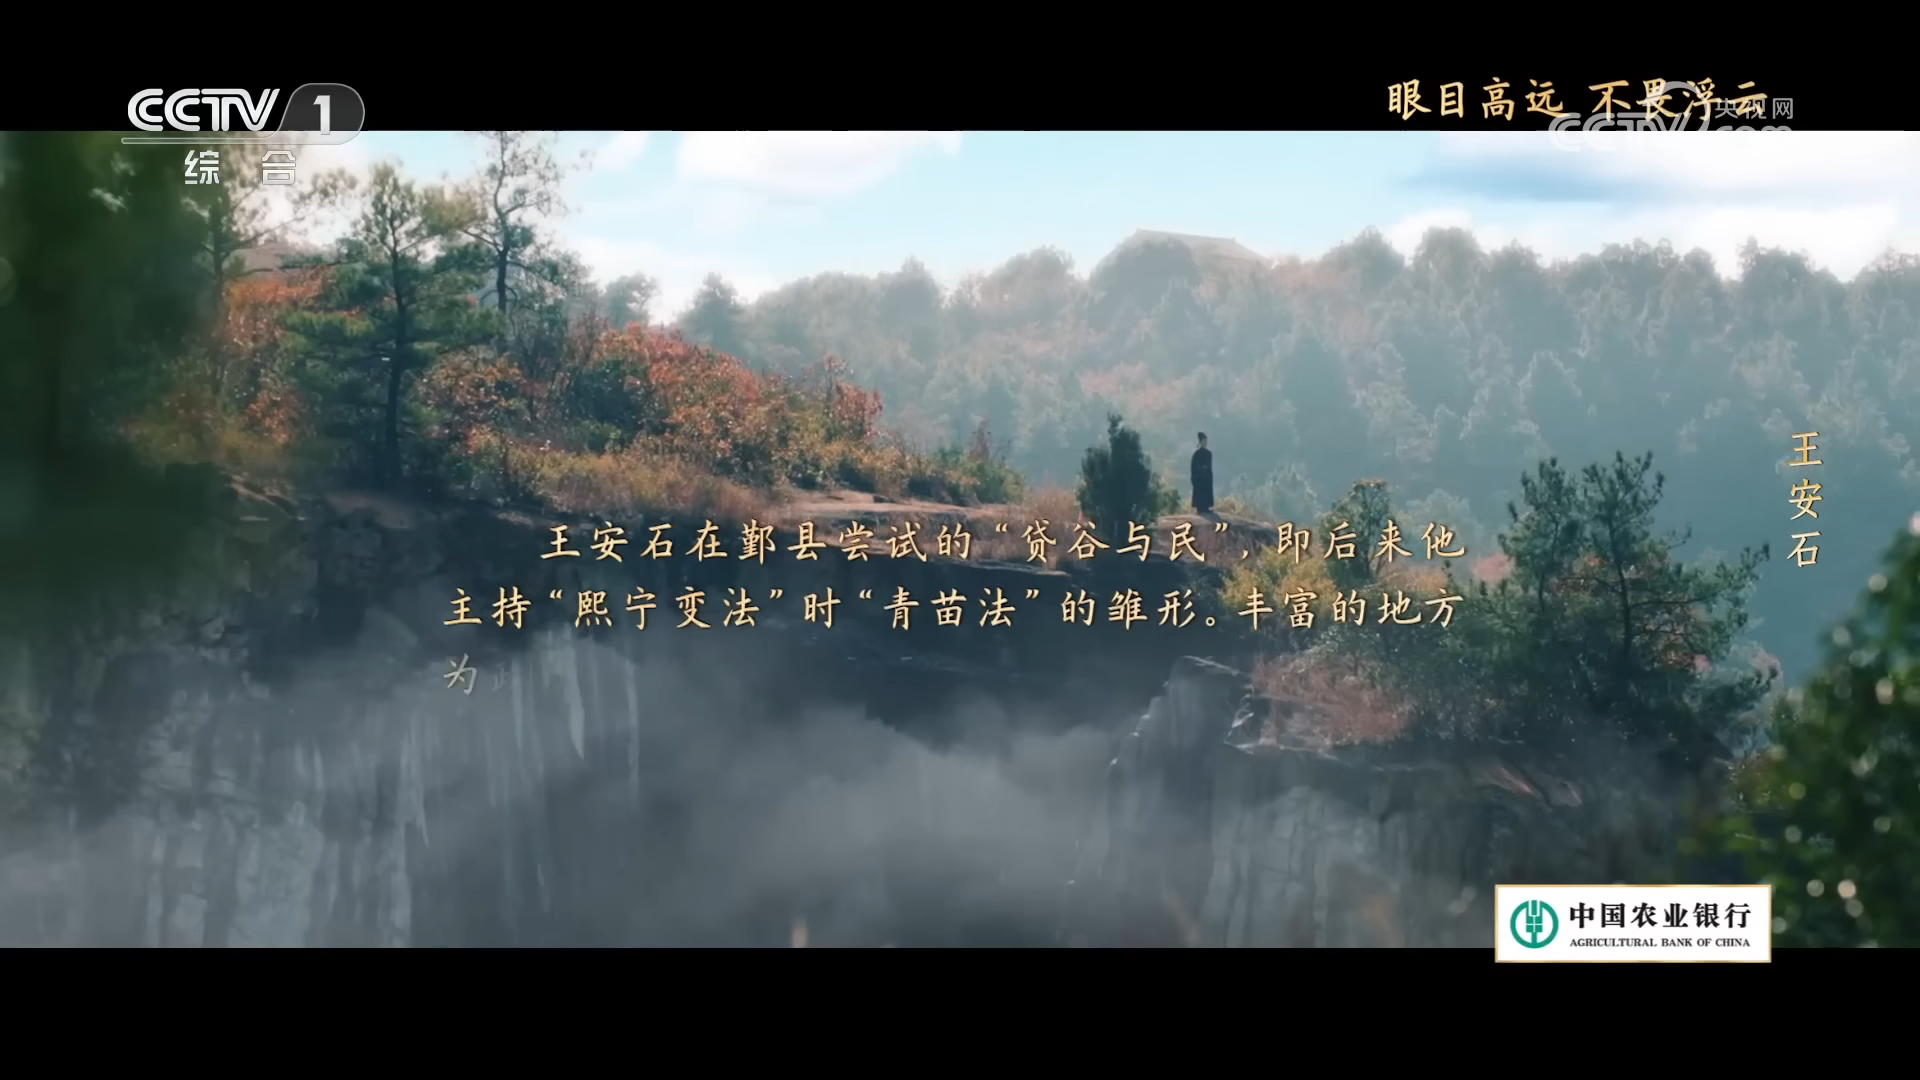 CCTV 1
综 合
眼目高远 不畏浮云
央视网
王安石
王安石在鄞县尝试的“贷谷与民”,即后来他
主持“熙宁变法”时“青苗法”的雏形。丰富的地方
为
中国农业银行
AGRICULTURAL BANK OF CHINA